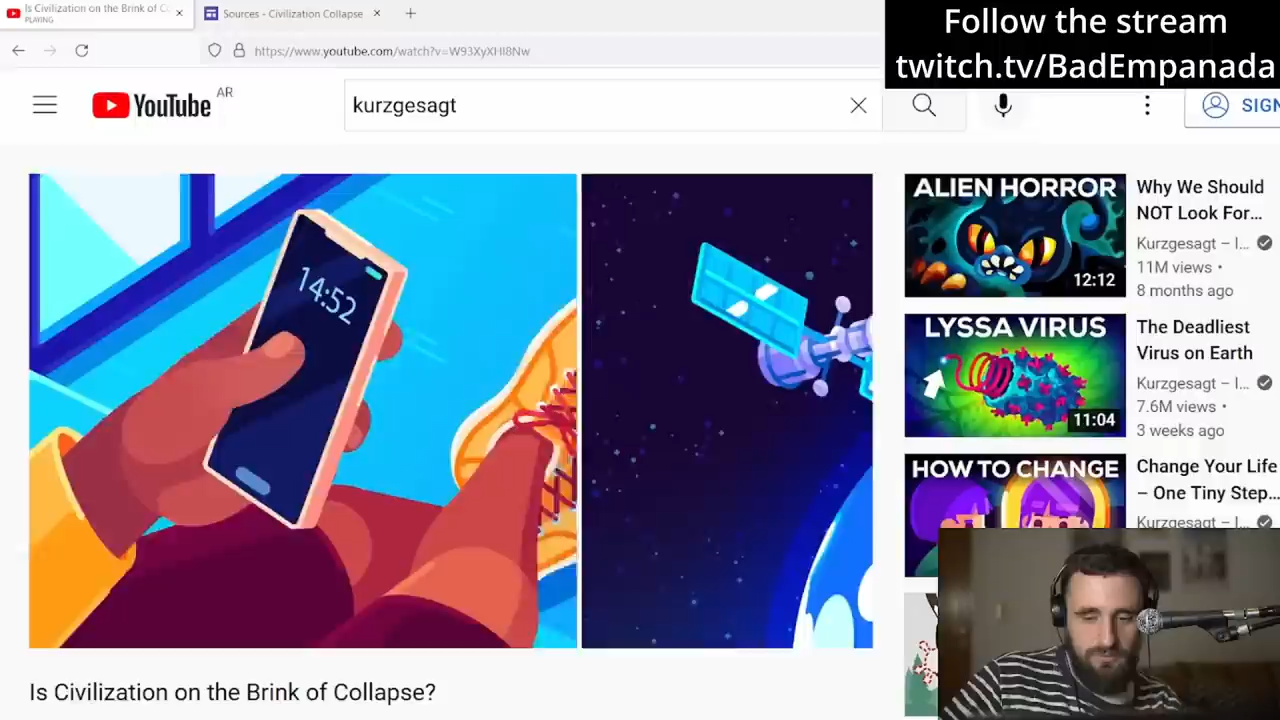 Is Civilization on the Brink of C
PLAYING
Sources - Civilization Collapse
Follow the stream
twitch.tv/BadEmpanada
https://www.youtube.com/watch?v=W93XyXHI8Nw
YouTube AR
kurzgesagt
SIGN
14:52
ALIEN HORROR
12:12
Why We Should
NOT Look For...
Kurzgesagt – I...
11M views •
8 months ago
LYSSA VIRUS
11:04
The Deadliest
Virus on Earth
Kurzgesagt – I...
7.6M views •
3 weeks ago
HOW TO CHANGE
Change Your Life
– One Tiny Step...
Kurzgesagt – I...
Is Civilization on the Brink of Collapse?